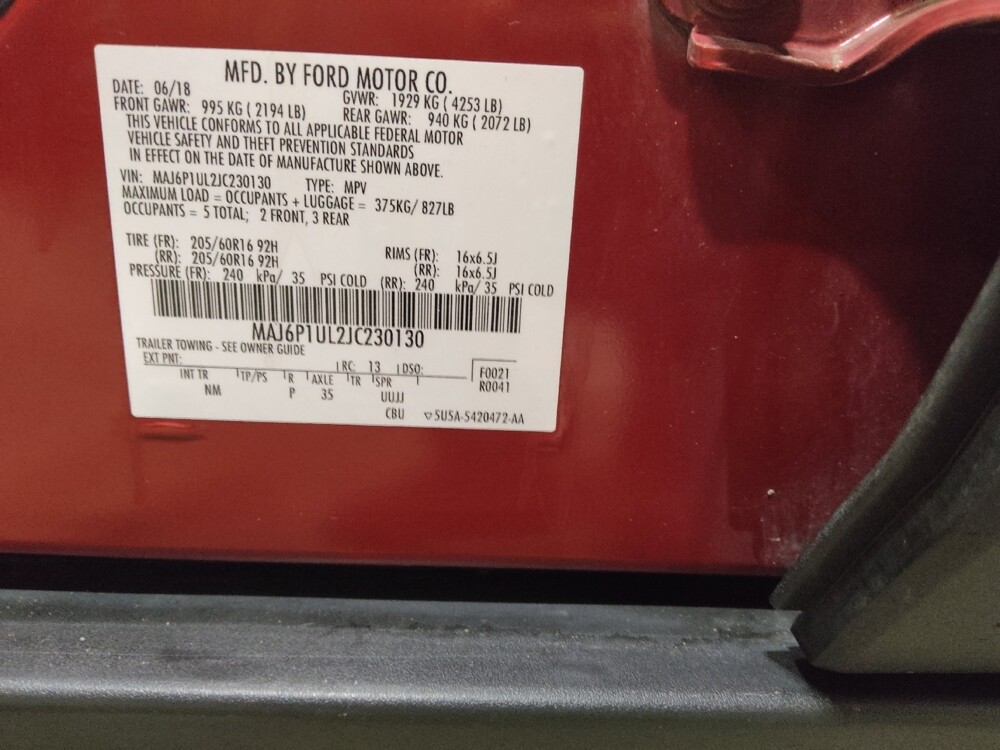 MFD. BY FORD MOTOR CO.
DATE: 06/18 GVWR: 1929 KG ( 4253 LB)
FRONT GAWR: 995 KG ( 2194 LB) REAR GAWR: 940 KG ( 2072 LB)
THIS VEHICLE CONFORMS TO ALL APPLICABLE FEDERAL MOTOR
VEHICLE SAFETY AND THEFT PREVENTION STANDARDS
IN EFFECT ON THE DATE OF MANUFACTURE SHOWN ABOVE.
VIN: MAJ6P1UL2JC230130 TYPE: MPV
MAXIMUM LOAD = OCCUPANTS + LUGGAGE = 375KG/ 827LB
OCCUPANTS = 5 TOTAL; 2 FRONT, 3 REAR
TIRE (FR): 205/60R16 92H RIMS (FR): 16x6.5J
(RR): 205/60R16 92H (RR): 16x6.5J
PRESSURE (FR): 240 kPa/ 35 PSI COLD (RR): 240 kPa/ 35 PSI COLD
MAJ6P1UL2JC230130
TRAILER TOWING - SEE OWNER GUIDE
EXT PNT: RC: 13 DSO: F0021
INT TR TP/PS R AXLE TR SPR R0041
NM P 35 UUJJ
CBU 5U5A-5420472-AA